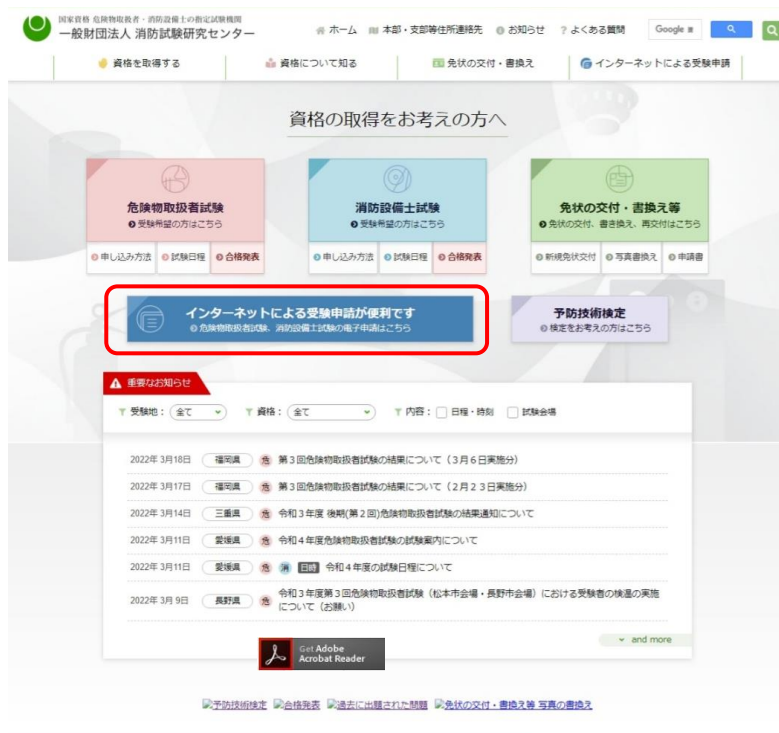 国家資格 危険物取扱者・消防設備士の指定試験機関
一般財団法人 消防試験研究センター
ホーム 本部・支部等住所連絡先 お知らせ ? よくある質問 Google
資格を取得する 資格について知る 免状の交付・書換え インターネットによる受験申請
資格の取得をお考えの方へ
危険物取扱者試験 消防設備士試験 免状の交付・書換え等
受験希望の方はこちら 受験希望の方はこちら 免状の交付、書き換え、再交付はこちら
申し込み方法 試験日程 合格発表 申し込み方法 試験日程 合格発表 新規免状交付 写真書換え 申請書
インターネットによる受験申請が便利です 予防技術検定
危険物取扱者試験、消防設備士試験の電子申請はこちら 検定をお考えの方はこちら
重要なお知らせ
受験地: 全て 資格: 全て 内容: 日程・時刻 試験会場
2022年 3月18日 福岡県 危 第3回危険物取扱者試験の結果について(3月6日実施分)
2022年 3月17日 福岡県 危 第3回危険物取扱者試験の結果について(2月23日実施分)
2022年 3月14日 三重県 危 令和3年度 後期(第2回)危険物取扱者試験の結果通知について
2022年 3月11日 愛媛県 危 令和4年度危険物取扱者試験の試験案内について
2022年 3月11日 愛媛県 危 消 日時 令和4年度の試験日程について
2022年 3月 9日 長野県 危 令和3年度第3回危険物取扱者試験(松本市会場・長野市会場)における受験者の検温の実施
について(お願い)
and more
Get Adobe
Acrobat Reader
予防技術検定 合格発表 過去に出題された問題 免状の交付・書換え等 写真の書換え